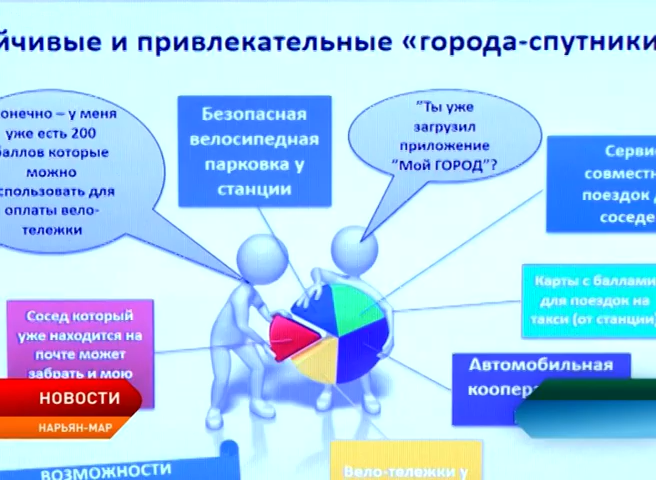 йчивые и привлекательные «города-спутники
онечно – у меня
уже есть 200
баллов которые
можно
спользовать для
оплаты вело-
тележки
Безопасная
велосипедная
парковка у
станции
"Ты уже
загрузил
приложение
"Мой ГОРОД"?
Серви
совместн
поездок
соседе
Карты с баллами
для поездок на
такси (от станции)
Сосед который
уже находится на
почте может
забрать и мою
Автомобильная
коопер
НОВОСТИ
НАРЬЯН-МАР
ВОЗМОЖНОСТИ
Вело-тележки у